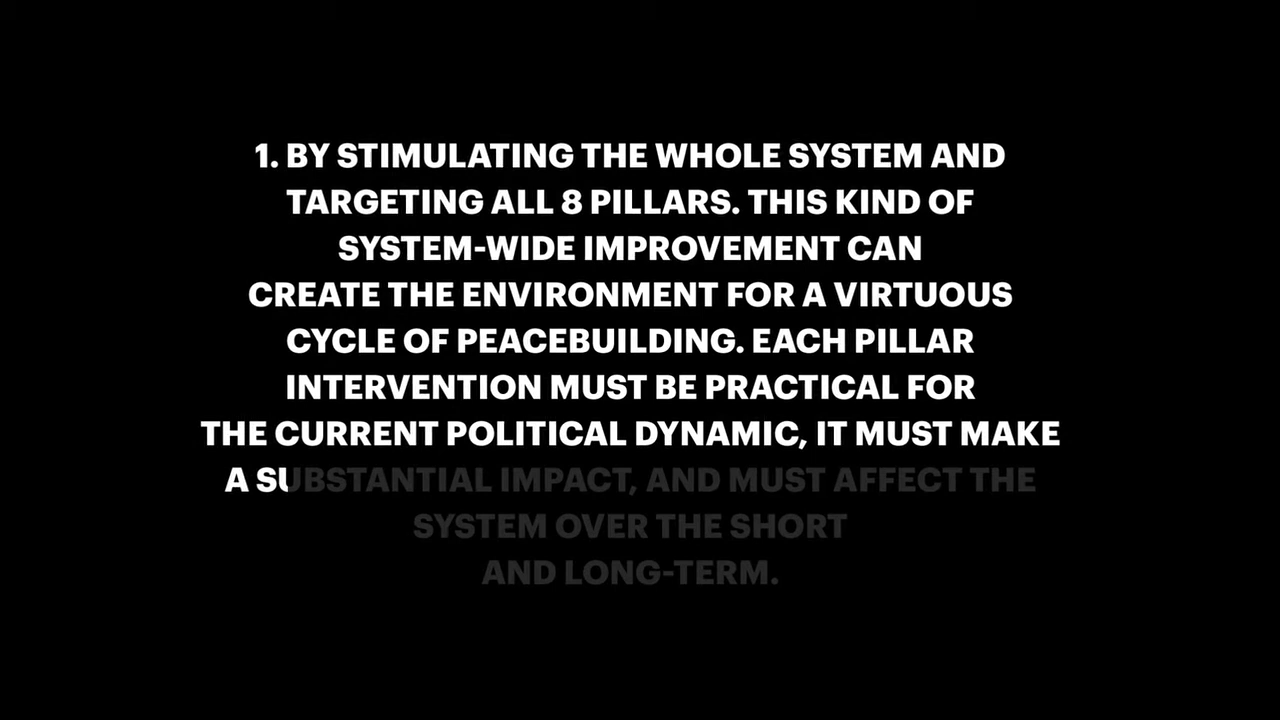 1. BY STIMULATING THE WHOLE SYSTEM AND
TARGETING ALL 8 PILLARS. THIS KIND OF
SYSTEM-WIDE IMPROVEMENT CAN
CREATE THE ENVIRONMENT FOR A VIRTUOUS
CYCLE OF PEACEBUILDING. EACH PILLAR
INTERVENTION MUST BE PRACTICAL FOR
THE CURRENT POLITICAL DYNAMIC, IT MUST MAKE
A SUBSTANTIAL IMPACT, AND MUST AFFECT THE
SYSTEM OVER THE SHORT
AND LONG-TERM.